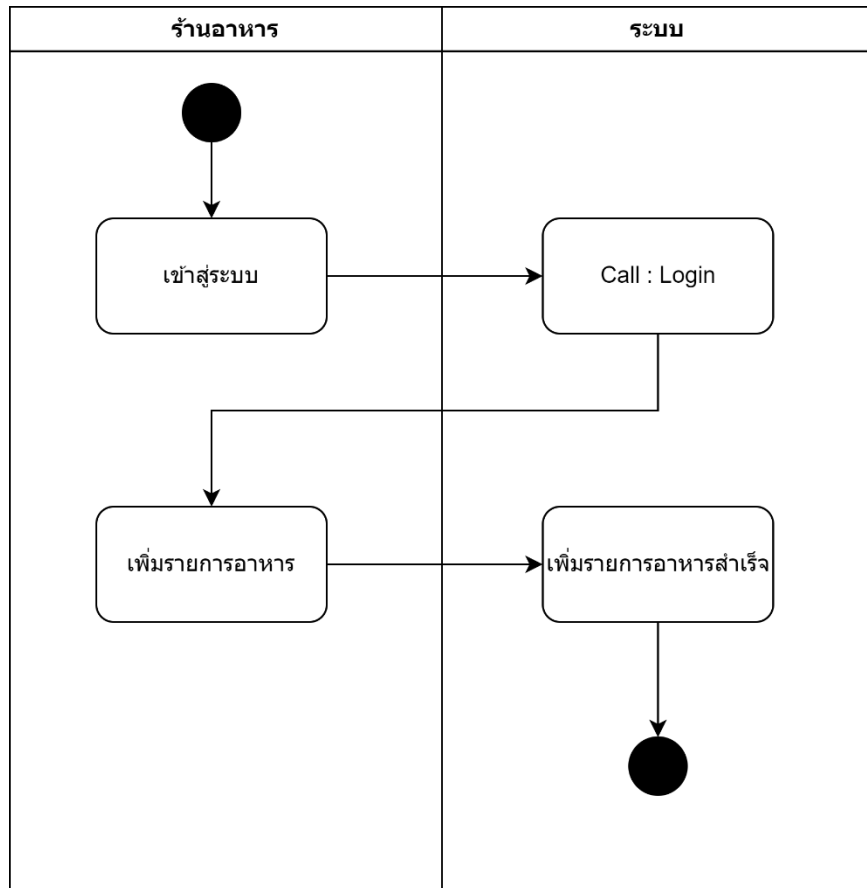 ร้านอาหาร
ระบบ
เข้าสู่ระบบ
Call : Login
เพิ่มรายการอาหาร
เพิ่มรายการอาหารสำเร็จ